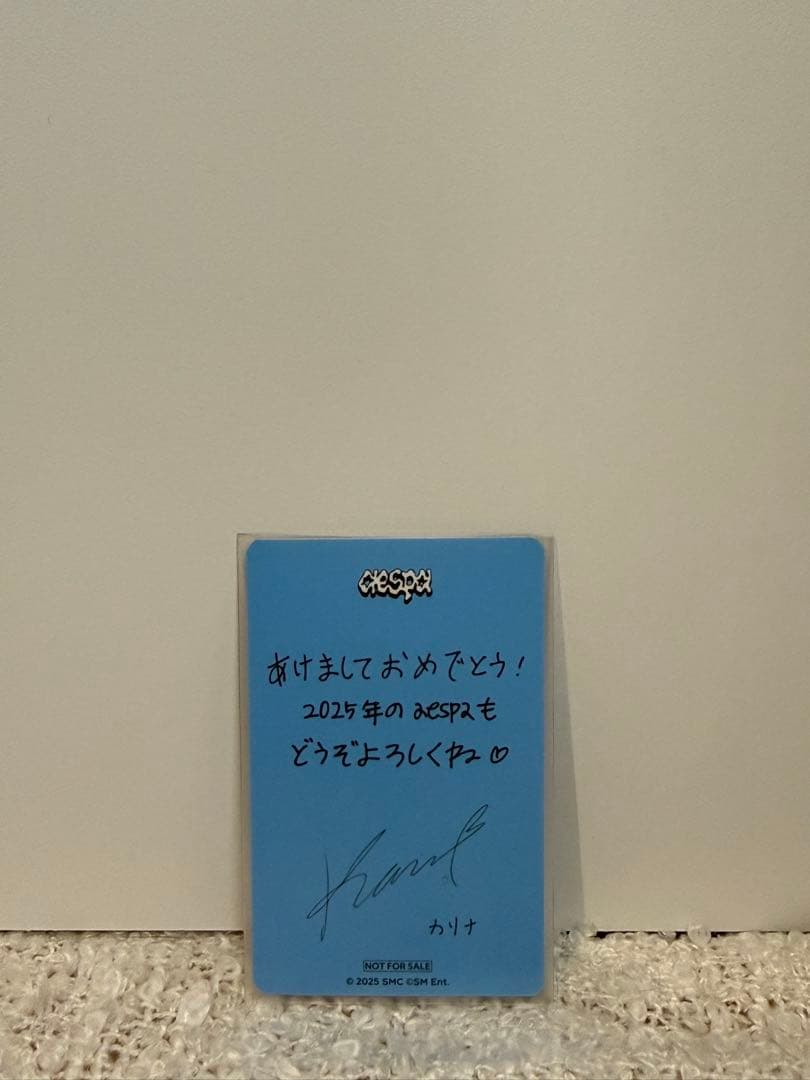 aespa
あけましておめでとう!
2025年のaespaも
どうぞよろしくね♡
カリナ
NOT FOR SALE
© 2025 SMC ©SM Ent.